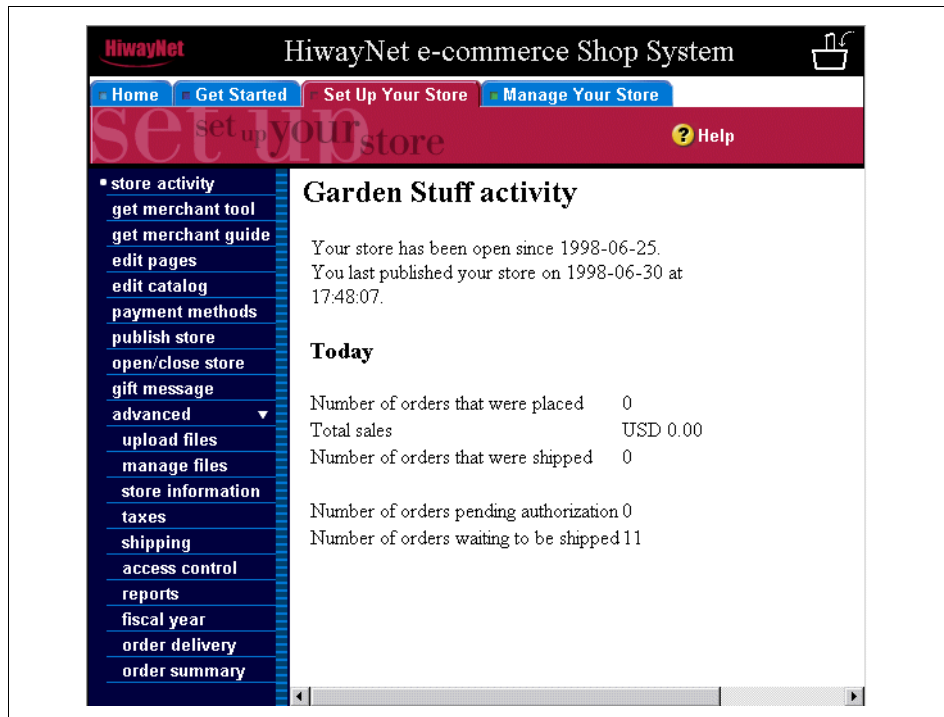 HiwayNet
HiwayNet e-commerce Shop System
Home
Get Started
Set Up Your Store
Manage Your Store
set up
set up your store
Help
store activity
get merchant tool
get merchant guide
edit pages
edit catalog
payment methods
publish store
open/close store
gift message
advanced
upload files
manage files
store information
taxes
shipping
access control
reports
fiscal year
order delivery
order summary
Garden Stuff activity
Your store has been open since 1998-06-25.
You last published your store on 1998-06-30 at
17:48:07.
Today
Number of orders that were placed 0
Total sales USD 0.00
Number of orders that were shipped 0
Number of orders pending authorization 0
Number of orders waiting to be shipped 11